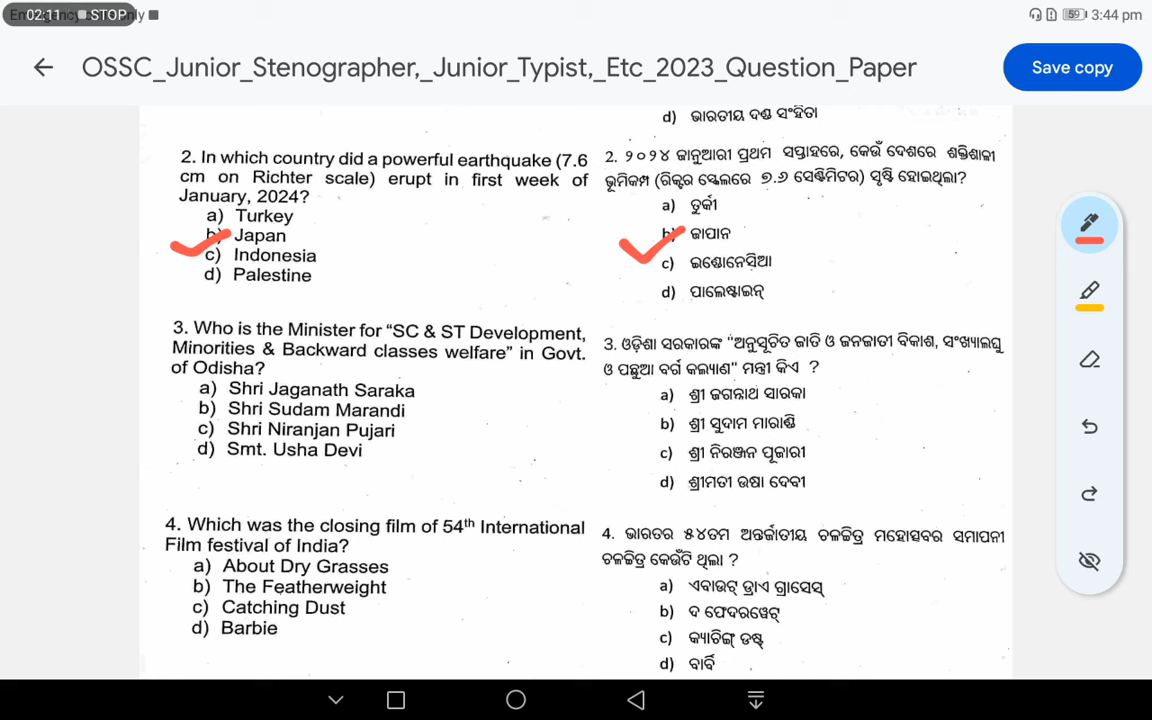 02:11 STOP
59 3:44 pm
OSSC_Junior_Stenographer,_Junior_Typist,_Etc_2023_Question_Paper
Save copy
d) ଭାରତୀୟ ଦଣ୍ଡ ସଂହିତା
2. In which country did a powerful earthquake (7.6
cm on Richter scale) erupt in first week of
January, 2024?
a) Turkey
b) Japan
c) Indonesia
d) Palestine
2. ୨୦୨୪ ଜାନୁଆରୀ ପ୍ରଥମ ସପ୍ତାହରେ, କେଉଁ ଦେଶରେ ଶକ୍ତିଶାଳୀ
ଭୂମିକମ୍ପ (ରିକ୍ଟର ସ୍କେଲରେ ୭.୬ ସେଣ୍ଟିମିଟର) ସୃଷ୍ଟି ହୋଇଥିଲା?
a) ତୁର୍କୀ
b) ଜାପାନ
c) ଇଣ୍ଡୋନେସିଆ
d) ପାଲେଷ୍ଟାଇନ୍
3. Who is the Minister for “SC & ST Development,
Minorities & Backward classes welfare” in Govt.
of Odisha?
a) Shri Jaganath Saraka
b) Shri Sudam Marandi
c) Shri Niranjan Pujari
d) Smt. Usha Devi
3. ଓଡ଼ିଶା ସରକାରଙ୍କ "ଅନୁସୂଚିତ ଜାତି ଓ ଜନଜାତୀ ବିକାଶ, ସଂଖ୍ୟାଲଘୁ
ଓ ପଛୁଆ ବର୍ଗ କଲ୍ୟାଣ" ମନ୍ତ୍ରୀ କିଏ ?
a) ଶ୍ରୀ ଜଗନ୍ନାଥ ସାରକା
b) ଶ୍ରୀ ସୁଦାମ ମାରାଣ୍ଡି
c) ଶ୍ରୀ ନିରଞ୍ଜନ ପୂଜାରୀ
d) ଶ୍ରୀମତୀ ଉଷା ଦେବୀ
4. Which was the closing film of 54th International
Film festival of India?
a) About Dry Grasses
b) The Featherweight
c) Catching Dust
d) Barbie
4. ଭାରତର ୫୪ତମ ଅନ୍ତର୍ଜାତୀୟ ଚଳଚ୍ଚିତ୍ର ମହୋତ୍ସବର ସମାପନୀ
ଚଳଚ୍ଚିତ୍ର କେଉଁଟି ଥିଲା ?
a) ଏବାଉଟ୍ ଡ୍ରାଏ ଗ୍ରାସେସ୍
b) ଦ ଫେଦରୱେଟ୍
c) କ୍ୟାଚିଙ୍ଗ୍ ଡଷ୍ଟ୍
d) ବାର୍ବି